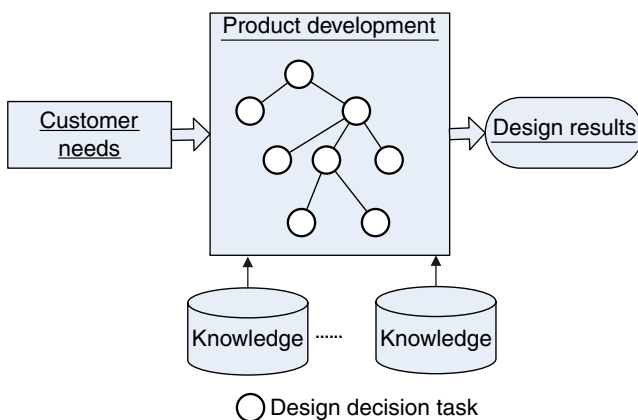 Product development
Customer
needs
Design results
Knowledge ...... Knowledge
Design decision task